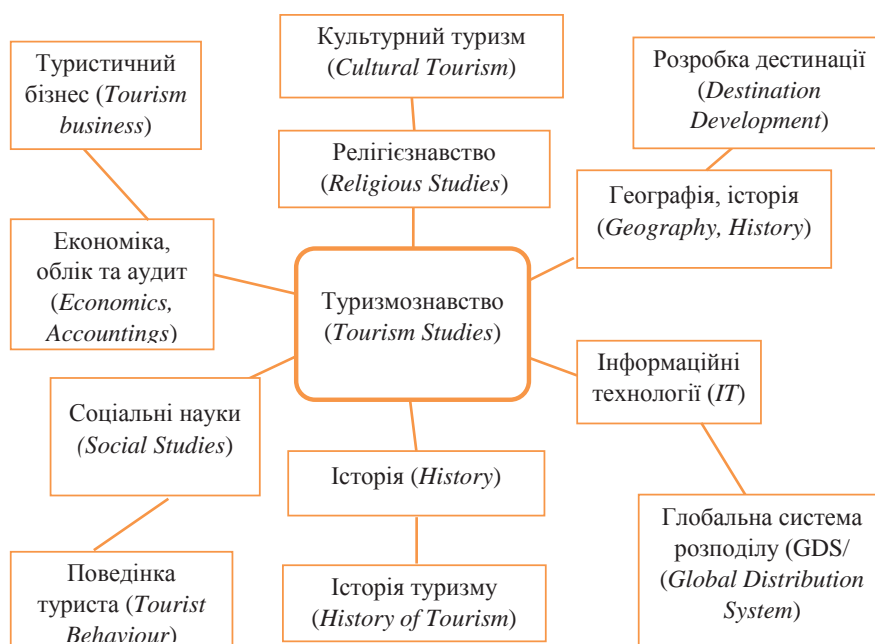 Культурний туризм
(Cultural Tourism)
Туристичний
бізнес (Tourism
business)
Розробка дестинації
(Destination
Development)
Релігієзнавство
(Religious Studies)
Географія, історія
(Geography, History)
Економіка,
облік та аудит
(Economics,
Accountings)
Туризмознавство
(Tourism Studies)
Інформаційні
технології (IT)
Соціальні науки
(Social Studies)
Історія (History)
Глобальна система
розподілу (GDS/
(Global Distribution
System)
Поведінка
туриста (Tourist
Behaviour)
Історія туризму
(History of Tourism)